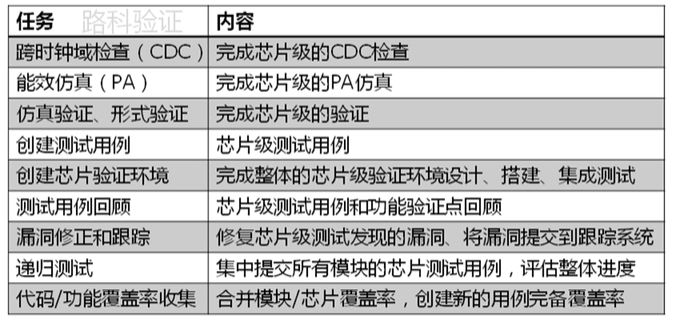 任务 路科验证 内容
跨时钟域检查（CDC） 完成芯片级的CDC检查
能效仿真（PA） 完成芯片级的PA仿真
仿真验证、形式验证 完成芯片级的验证
创建测试用例 芯片级测试用例
创建芯片验证环境 完成整体的芯片级验证环境设计、搭建、集成测试
测试用例回顾 芯片级测试用例和功能验证点回顾
漏洞修正和跟踪 修复芯片级测试发现的漏洞、将漏洞提交到跟踪系统
递归测试 集中提交所有模块的芯片测试用例，评估整体进度
代码/功能覆盖率收集 合并模块/芯片覆盖率，创建新的用例完备覆盖率